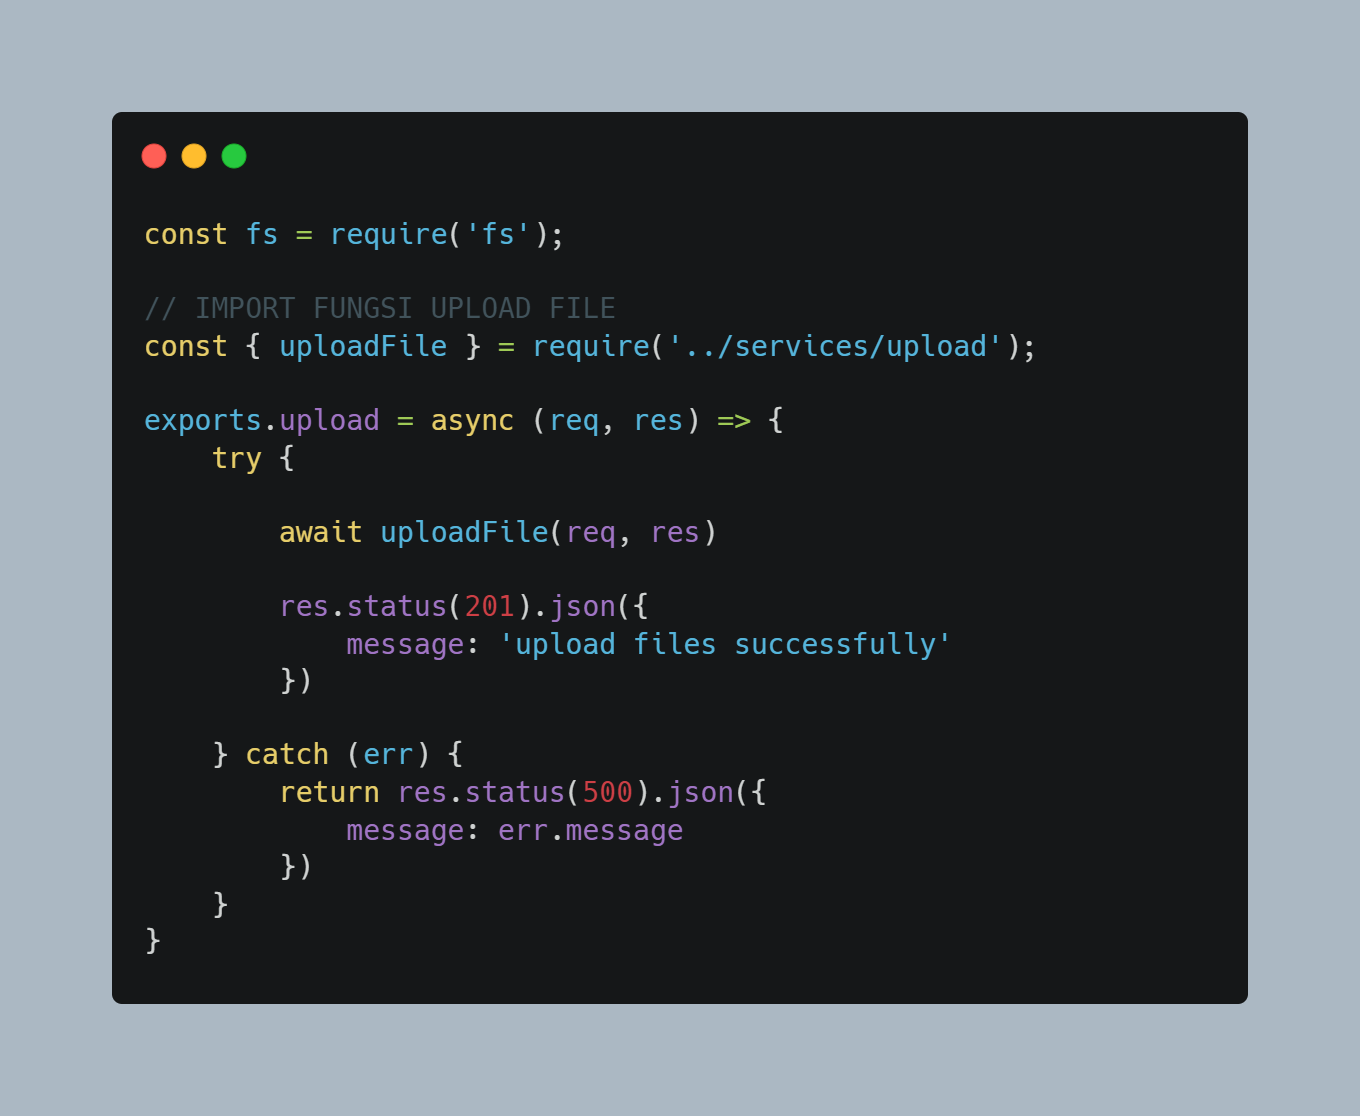 const fs = require('fs');
// IMPORT FUNGSI UPLOAD FILE
const { uploadFile } = require('../services/upload');
exports.upload = async (req, res) => {
    try {
        await uploadFile(req, res)
        res.status(201).json({
            message: 'upload files successfully'
        })
    } catch (err) {
        return res.status(500).json({
            message: err.message
        })
    }
}